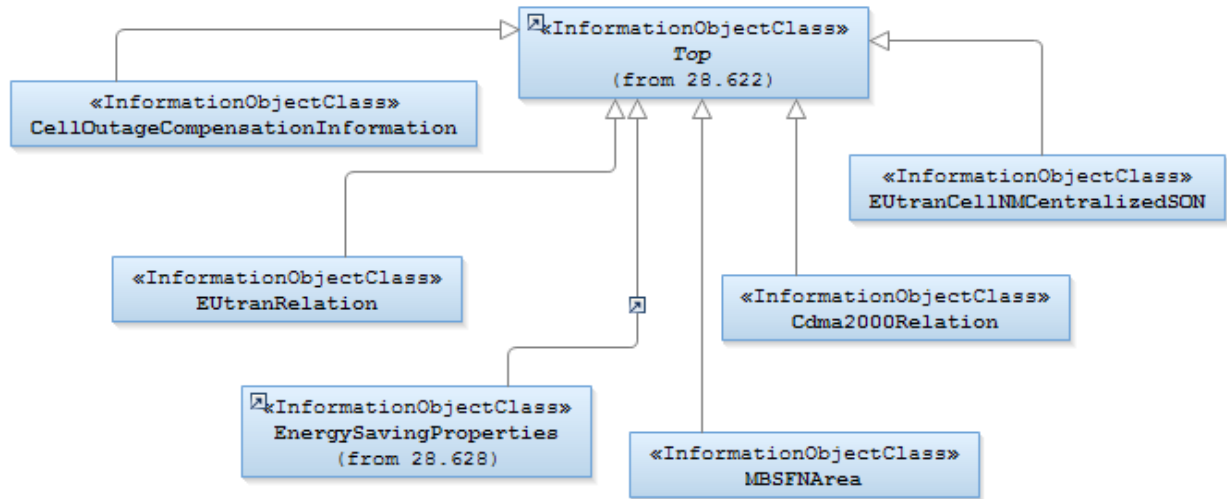 «InformationObjectClass»
Top
(from 28.622)
«InformationObjectClass»
CellOutageCompensationInformation
«InformationObjectClass»
EUtranCellNMCentralizedSON
«InformationObjectClass»
EUtranRelation
«InformationObjectClass»
Cdma2000Relation
«InformationObjectClass»
EnergySavingProperties
(from 28.628)
«InformationObjectClass»
MBSFNArea